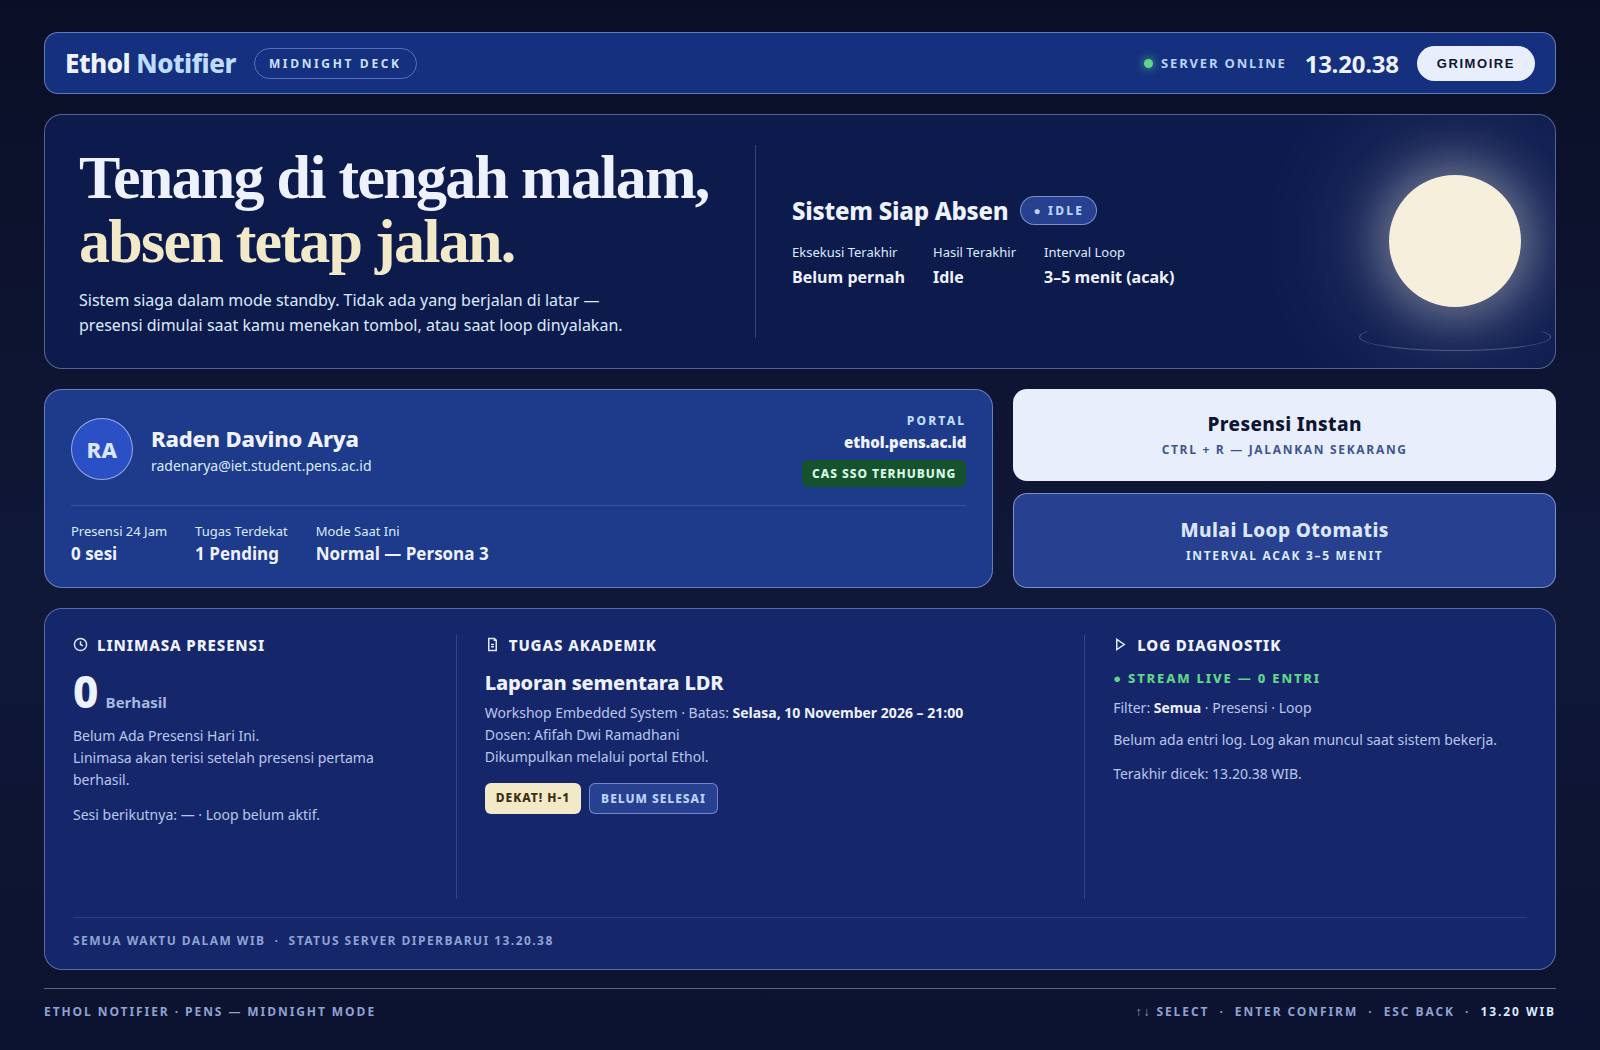 Ethol Notifier
MIDNIGHT DECK
SERVER ONLINE
13.20.38
GRIMOIRE
Tenang di tengah malam,
absen tetap jalan.
Sistem siaga dalam mode standby. Tidak ada yang berjalan di latar —
presensi dimulai saat kamu menekan tombol, atau saat loop dinyalakan.
Sistem Siap Absen
● IDLE
Eksekusi Terakhir
Belum pernah
Hasil Terakhir
Idle
Interval Loop
3–5 menit (acak)
RA
Raden Davino Arya
radenarya@iet.student.pens.ac.id
PORTAL
ethol.pens.ac.id
CAS SSO TERHUBUNG
Presensi 24 Jam
0 sesi
Tugas Terdekat
1 Pending
Mode Saat Ini
Normal — Persona 3
Presensi Instan
CTRL + R — JALANKAN SEKARANG
Mulai Loop Otomatis
INTERVAL ACAK 3–5 MENIT
LINIMASA PRESENSI
0 Berhasil
Belum Ada Presensi Hari Ini.
Linimasa akan terisi setelah presensi pertama
berhasil.
Sesi berikutnya: — · Loop belum aktif.
TUGAS AKADEMIK
Laporan sementara LDR
Workshop Embedded System · Batas: Selasa, 10 November 2026 – 21:00
Dosen: Afifah Dwi Ramadhani
Dikumpulkan melalui portal Ethol.
DEKAT! H-1
BELUM SELESAI
LOG DIAGNOSTIK
● STREAM LIVE — 0 ENTRI
Filter: Semua · Presensi · Loop
Belum ada entri log. Log akan muncul saat sistem bekerja.
Terakhir dicek: 13.20.38 WIB.
SEMUA WAKTU DALAM WIB · STATUS SERVER DIPERBARUI 13.20.38
ETHOL NOTIFIER · PENS — MIDNIGHT MODE
↑↓ SELECT · ENTER CONFIRM · ESC BACK · 13.20 WIB